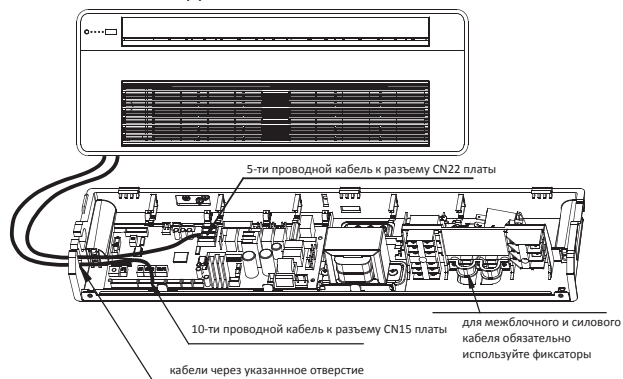 5-ти проводной кабель к разъему CN22 платы
10-ти проводной кабель к разъему CN15 платы
для межблочного и силового
кабеля обязательно
используйте фиксаторы
кабели через указаннное отверстие